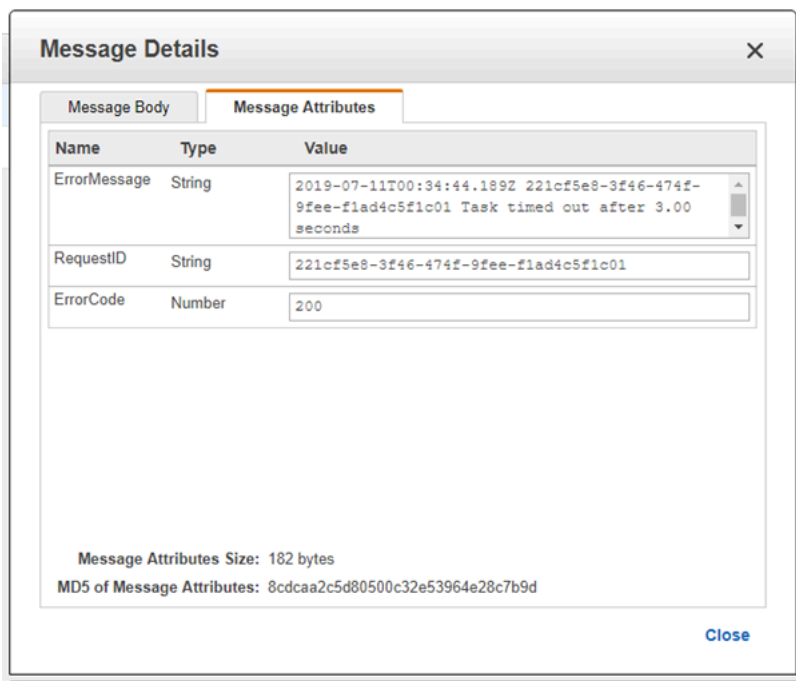 Message Details
Message Body Message Attributes
Name Type Value
ErrorMessage String 2019-07-11T00:34:44.189Z 221cf5e8-3f46-474f-
9fee-f1ad4c5f1c01 Task timed out after 3.00
seconds
RequestID String 221cf5e8-3f46-474f-9fee-f1ad4c5f1c01
ErrorCode Number 200
Message Attributes Size: 182 bytes
MD5 of Message Attributes: 8cdcaa2c5d80500c32e53964e28c7b9d
Close